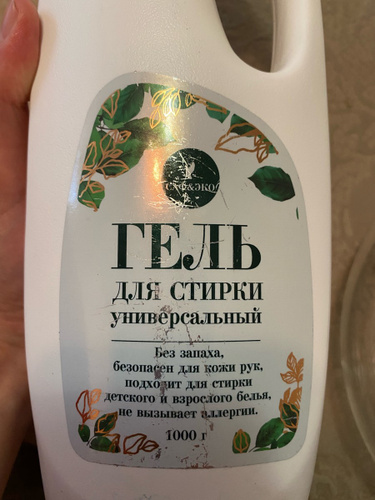 ГЕЛЬ
ДЛЯ СТИРКИ
универсальный
Без запаха,
безопасен для кожи рук,
подходит для стирки
детского и взрослого белья,
не вызывает аллергии.
1000 г